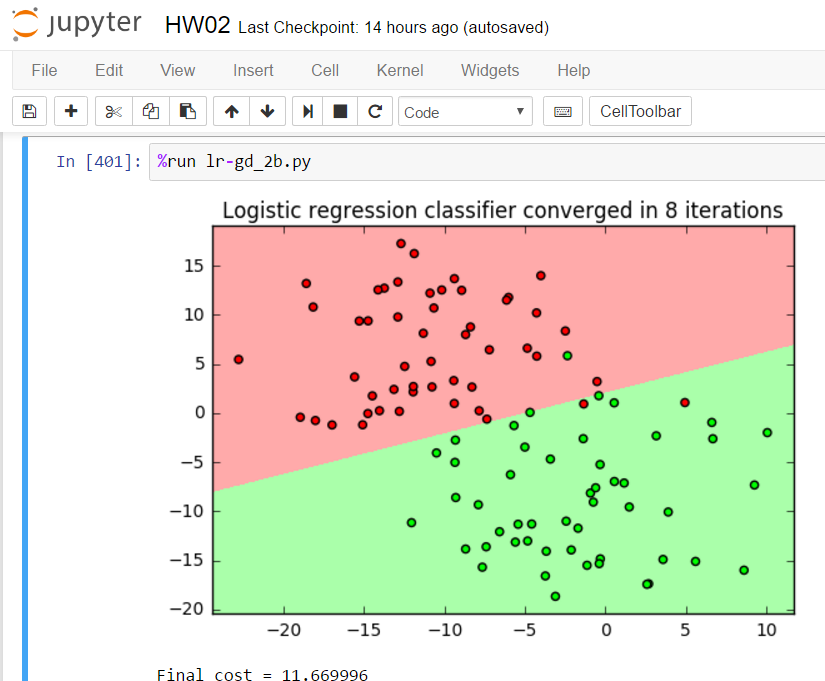 jupyter HW02 Last Checkpoint: 14 hours ago (autosaved)
File Edit View Insert Cell Kernel Widgets Help
Code CellToolbar
In [401]: %run lr-gd_2b.py
Logistic regression classifier converged in 8 iterations
15
10
5
0
−5
−10
−15
−20
−20 −15 −10 −5 0 5 10
Final cost = 11.669996